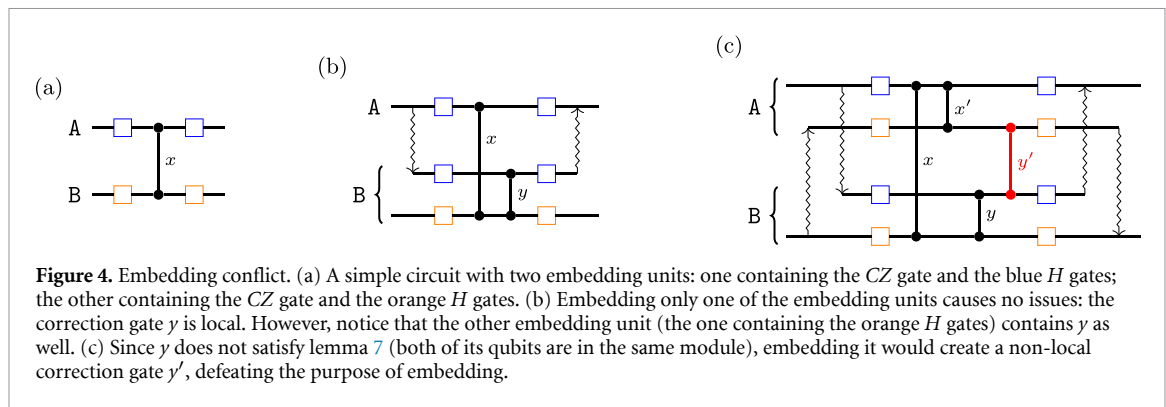 (a)
A
x
B
(b)
A
x
B
y
(c)
A
x′
x
y′
B
y
Figure 4. Embedding conflict. (a) A simple circuit with two embedding units: one containing the CZ gate and the blue H gates;
the other containing the CZ gate and the orange H gates. (b) Embedding only one of the embedding units causes no issues: the
correction gate y is local. However, notice that the other embedding unit (the one containing the orange H gates) contains y as
well. (c) Since y does not satisfy lemma 7 (both of its qubits are in the same module), embedding it would create a non-local
correction gate y′, defeating the purpose of embedding.